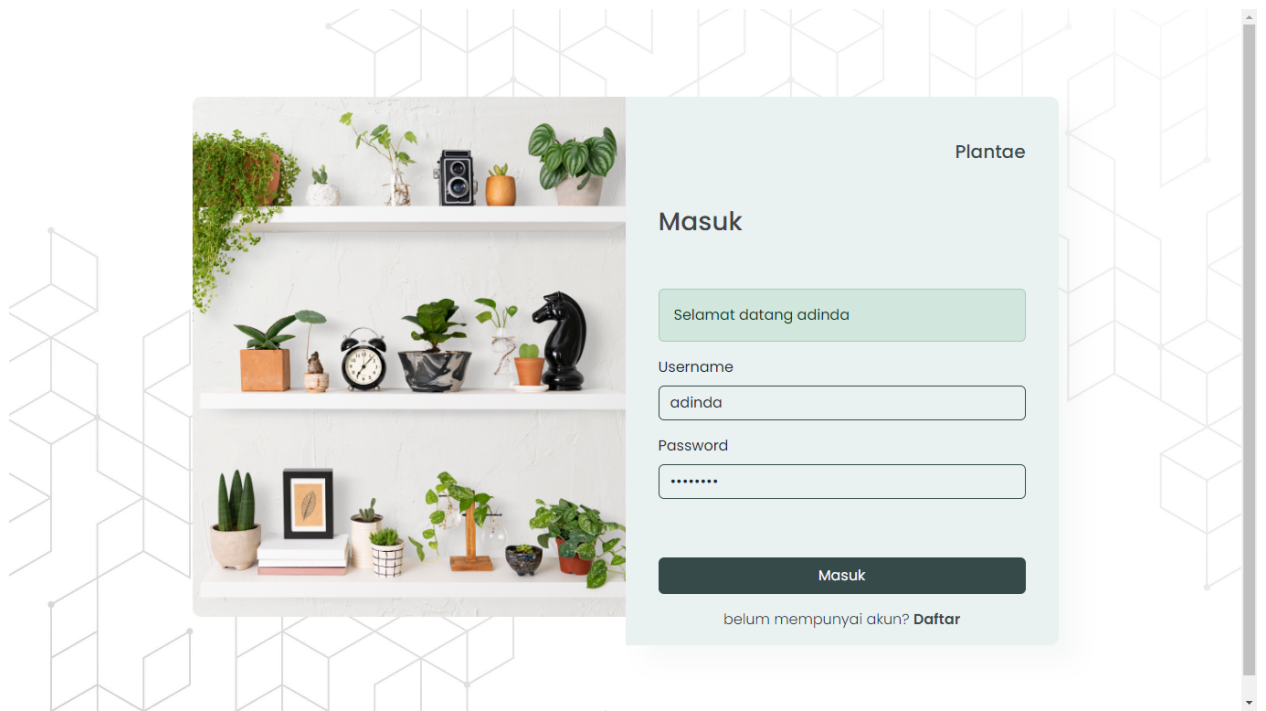 Plantae
Masuk
Selamat datang adinda
Username
adinda
Password
••••••••
Masuk
belum mempunyai akun? Daftar